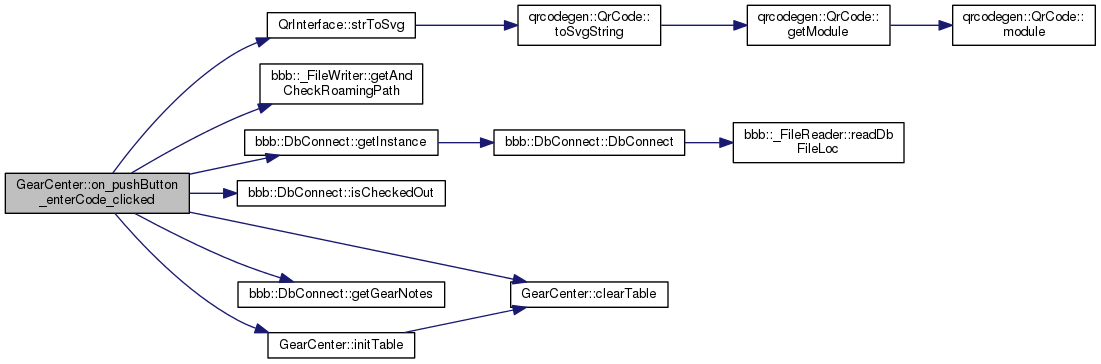 QrInterface::strToSvg
qrcodegen::QrCode::
toSvgString
qrcodegen::QrCode::
getModule
qrcodegen::QrCode::
module
bbb::_FileWriter::getAnd
CheckRoamingPath
bbb::DbConnect::getInstance
bbb::DbConnect::DbConnect
bbb::_FileReader::readDb
FileLoc
GearCenter::on_pushButton
_enterCode_clicked
bbb::DbConnect::isCheckedOut
bbb::DbConnect::getGearNotes
GearCenter::clearTable
GearCenter::initTable